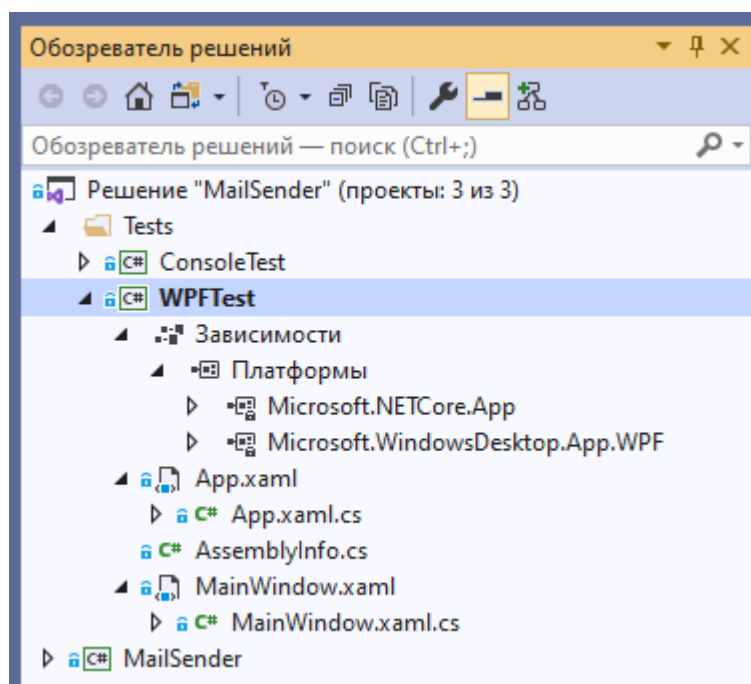 Обозреватель решений
Обозреватель решений — поиск (Ctrl+;)
Решение "MailSender" (проекты: 3 из 3)
Tests
C# ConsoleTest
C# WPFTest
Зависимости
Платформы
Microsoft.NETCore.App
Microsoft.WindowsDesktop.App.WPF
App.xaml
C# App.xaml.cs
C# AssemblyInfo.cs
MainWindow.xaml
C# MainWindow.xaml.cs
C# MailSender